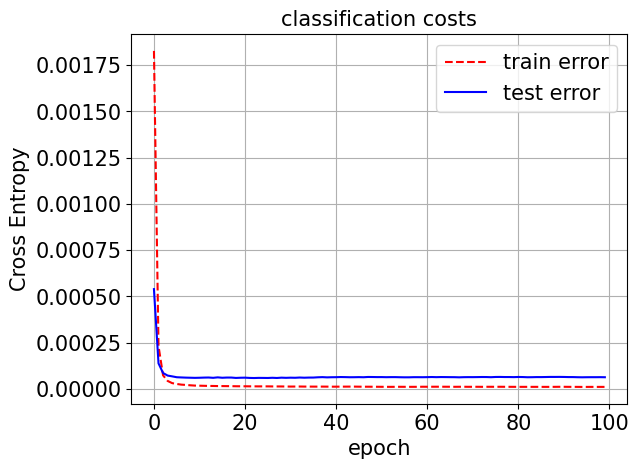 classification costs
train error
test error
Cross Entropy
0.00175
0.00150
0.00125
0.00100
0.00075
0.00050
0.00025
0.00000
0 20 40 60 80 100
epoch